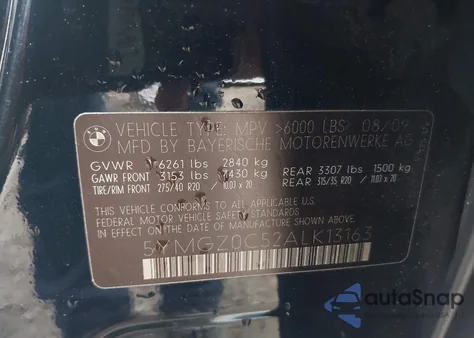 VEHICLE TYPE: MPV >6000 LBS/ 08/09
MFD BY BAYERISCHE MOTORENWERKE AG
GVWR 6261 lbs 2840 kg
GAWR FRONT 3153 lbs 1430 kg REAR 3307 lbs 1500 kg
TIRE/RIM FRONT 275/40 R20 / 10.0J x 20 REAR 315/35 R20 / 11.0J x 20
THIS VEHICLE CONFORMS TO ALL APPLICABLE U.S.
FEDERAL MOTOR VEHICLE SAFETY STANDARDS IN EFFECT
ON THE DATE OF MANUFACTURE SHOWN ABOVE.
5YMGZ0C52ALK13163
autoSnap
www.autosnap.com